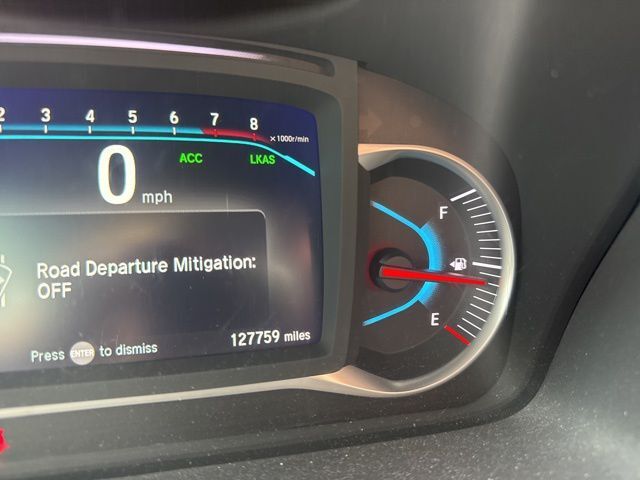 2 3 4 5 6 7 8
×1000r/min
ACC LKAS
0 mph
F
Road Departure Mitigation:
OFF
E
127759 miles
Press ENTER to dismiss